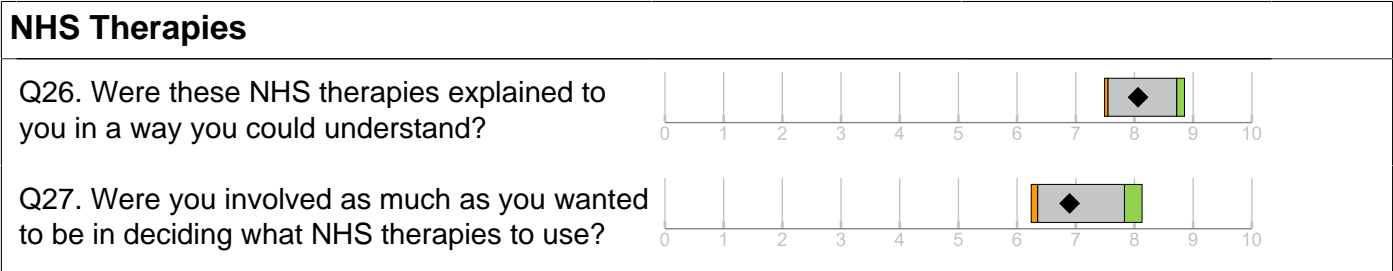 NHS Therapies
Q26. Were these NHS therapies explained to
you in a way you could understand?
0 1 2 3 4 5 6 7 8 9 10
Q27. Were you involved as much as you wanted
to be in deciding what NHS therapies to use?
0 1 2 3 4 5 6 7 8 9 10